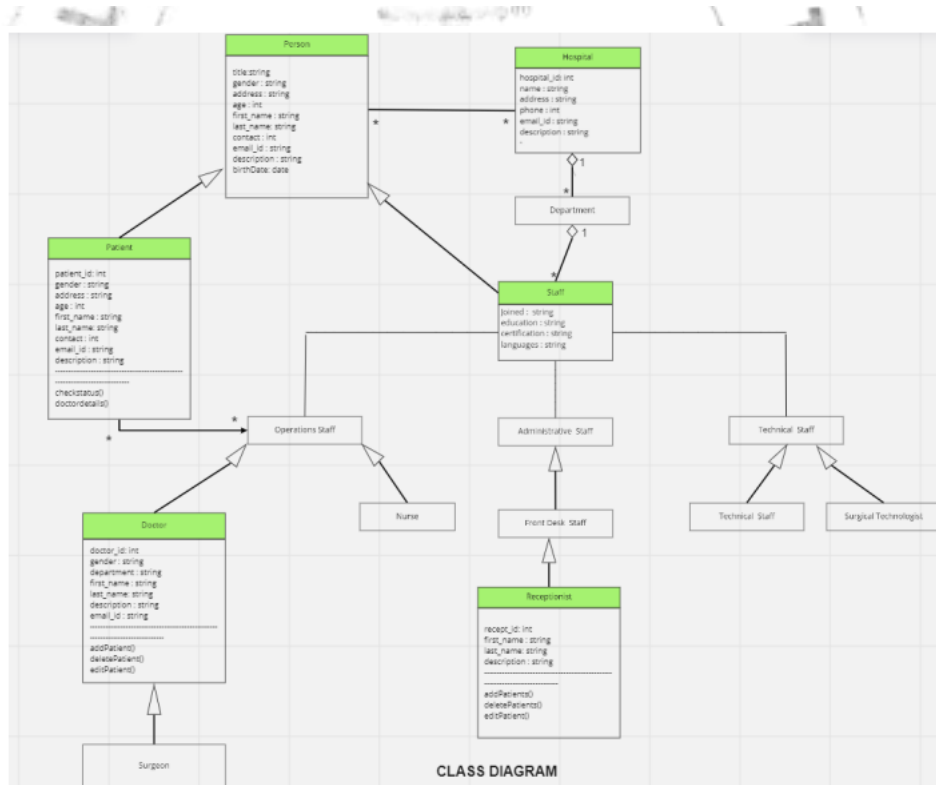 Person
title:string
gender : string
address : string
age : int
first_name : string
last_name: string
contact : int
email_id : string
description : string
birthDate: date
*
*
Hospital
hospital_id: int
name : string
address : string
phone : int
email_id : string
description : string
-
1
*
Department
1
*
Patient
patient_id: int
gender : string
address : string
age : int
first_name : string
last_name: string
contact : int
email_id : string
description : string
checkstatus()
doctordetails()
*
*
Staff
Joined : string
education : string
certification : string
languages : string
Operations Staff
Administrative Staff
Technical Staff
Nurse
Front Desk Staff
Technical Staff
Surgical Technologist
Doctor
doctor_id: int
gender : string
department : string
first_name : string
last_name: string
description : string
email_id : string
addPatient()
deletePatient()
editPatient()
Receptionist
recept_id: int
first_name : string
last_name: string
description : string
addPatients()
deletePatients()
editPatient()
Surgeon
CLASS DIAGRAM